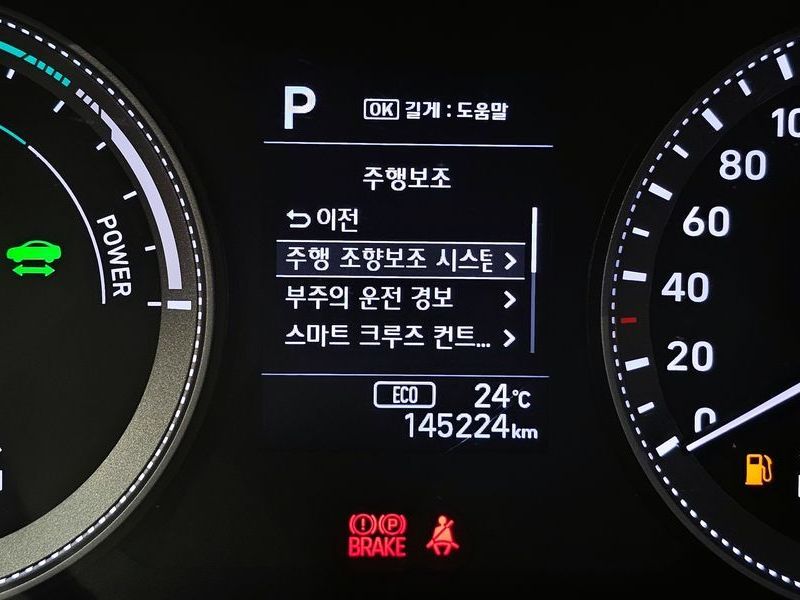 P OK 길게 : 도움말
주행보조
이전
주행 조향보조 시스템
부주의 운전 경보
스마트 크루즈 컨트...
ECO 24℃
145224km
POWER
80
60
40
20
0
BRAKE